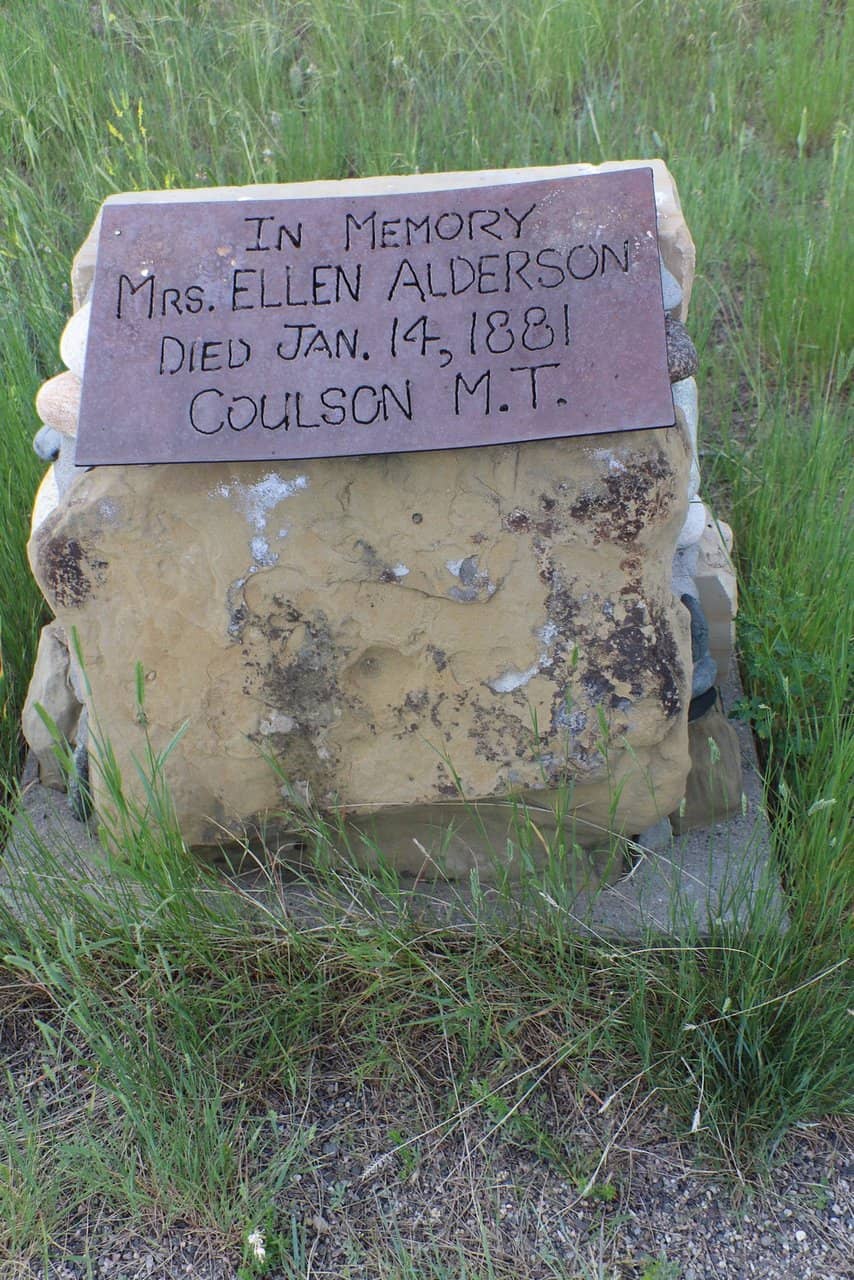 In Memory
Mrs. ELLEN ALDERSON
DIED JAN. 14, 1881
COULSON M.T.